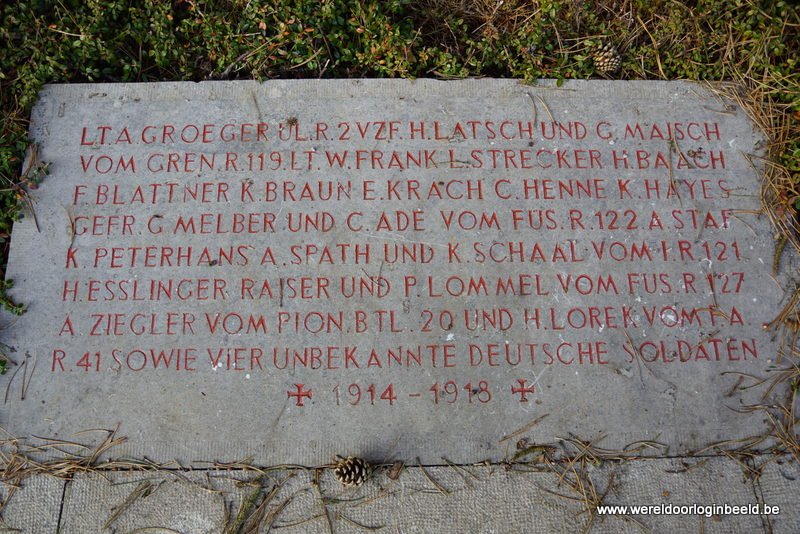 LT. A. GROEGER UL. R. 2 VZF. H. LATSCH UND G. MAISCH
VOM GREN. R. 119. LT. W. FRANK L. STRECKER H. BAASCH
F. BLATTNER K. BRAUN E. KRACH C. HENNE K. HAYES
GEFR. G. MELBER UND C. ADE VOM FÜS. R. 122 A. STAF
K. PETERHANS A. SPÄTH UND K. SCHAAL VOM I. R. 121
H. ESSLINGER RAISER UND P. LOMMEL VOM FUS. R. 127
A. ZIEGLER VOM PION. BTL. 20 UND H. LOREK VOM F. A.
R. 41 SOWIE VIER UNBEKANNTE DEUTSCHE SOLDATEN
✠ 1914 - 1918 ✠
www.wereldoorloginbeeld.be